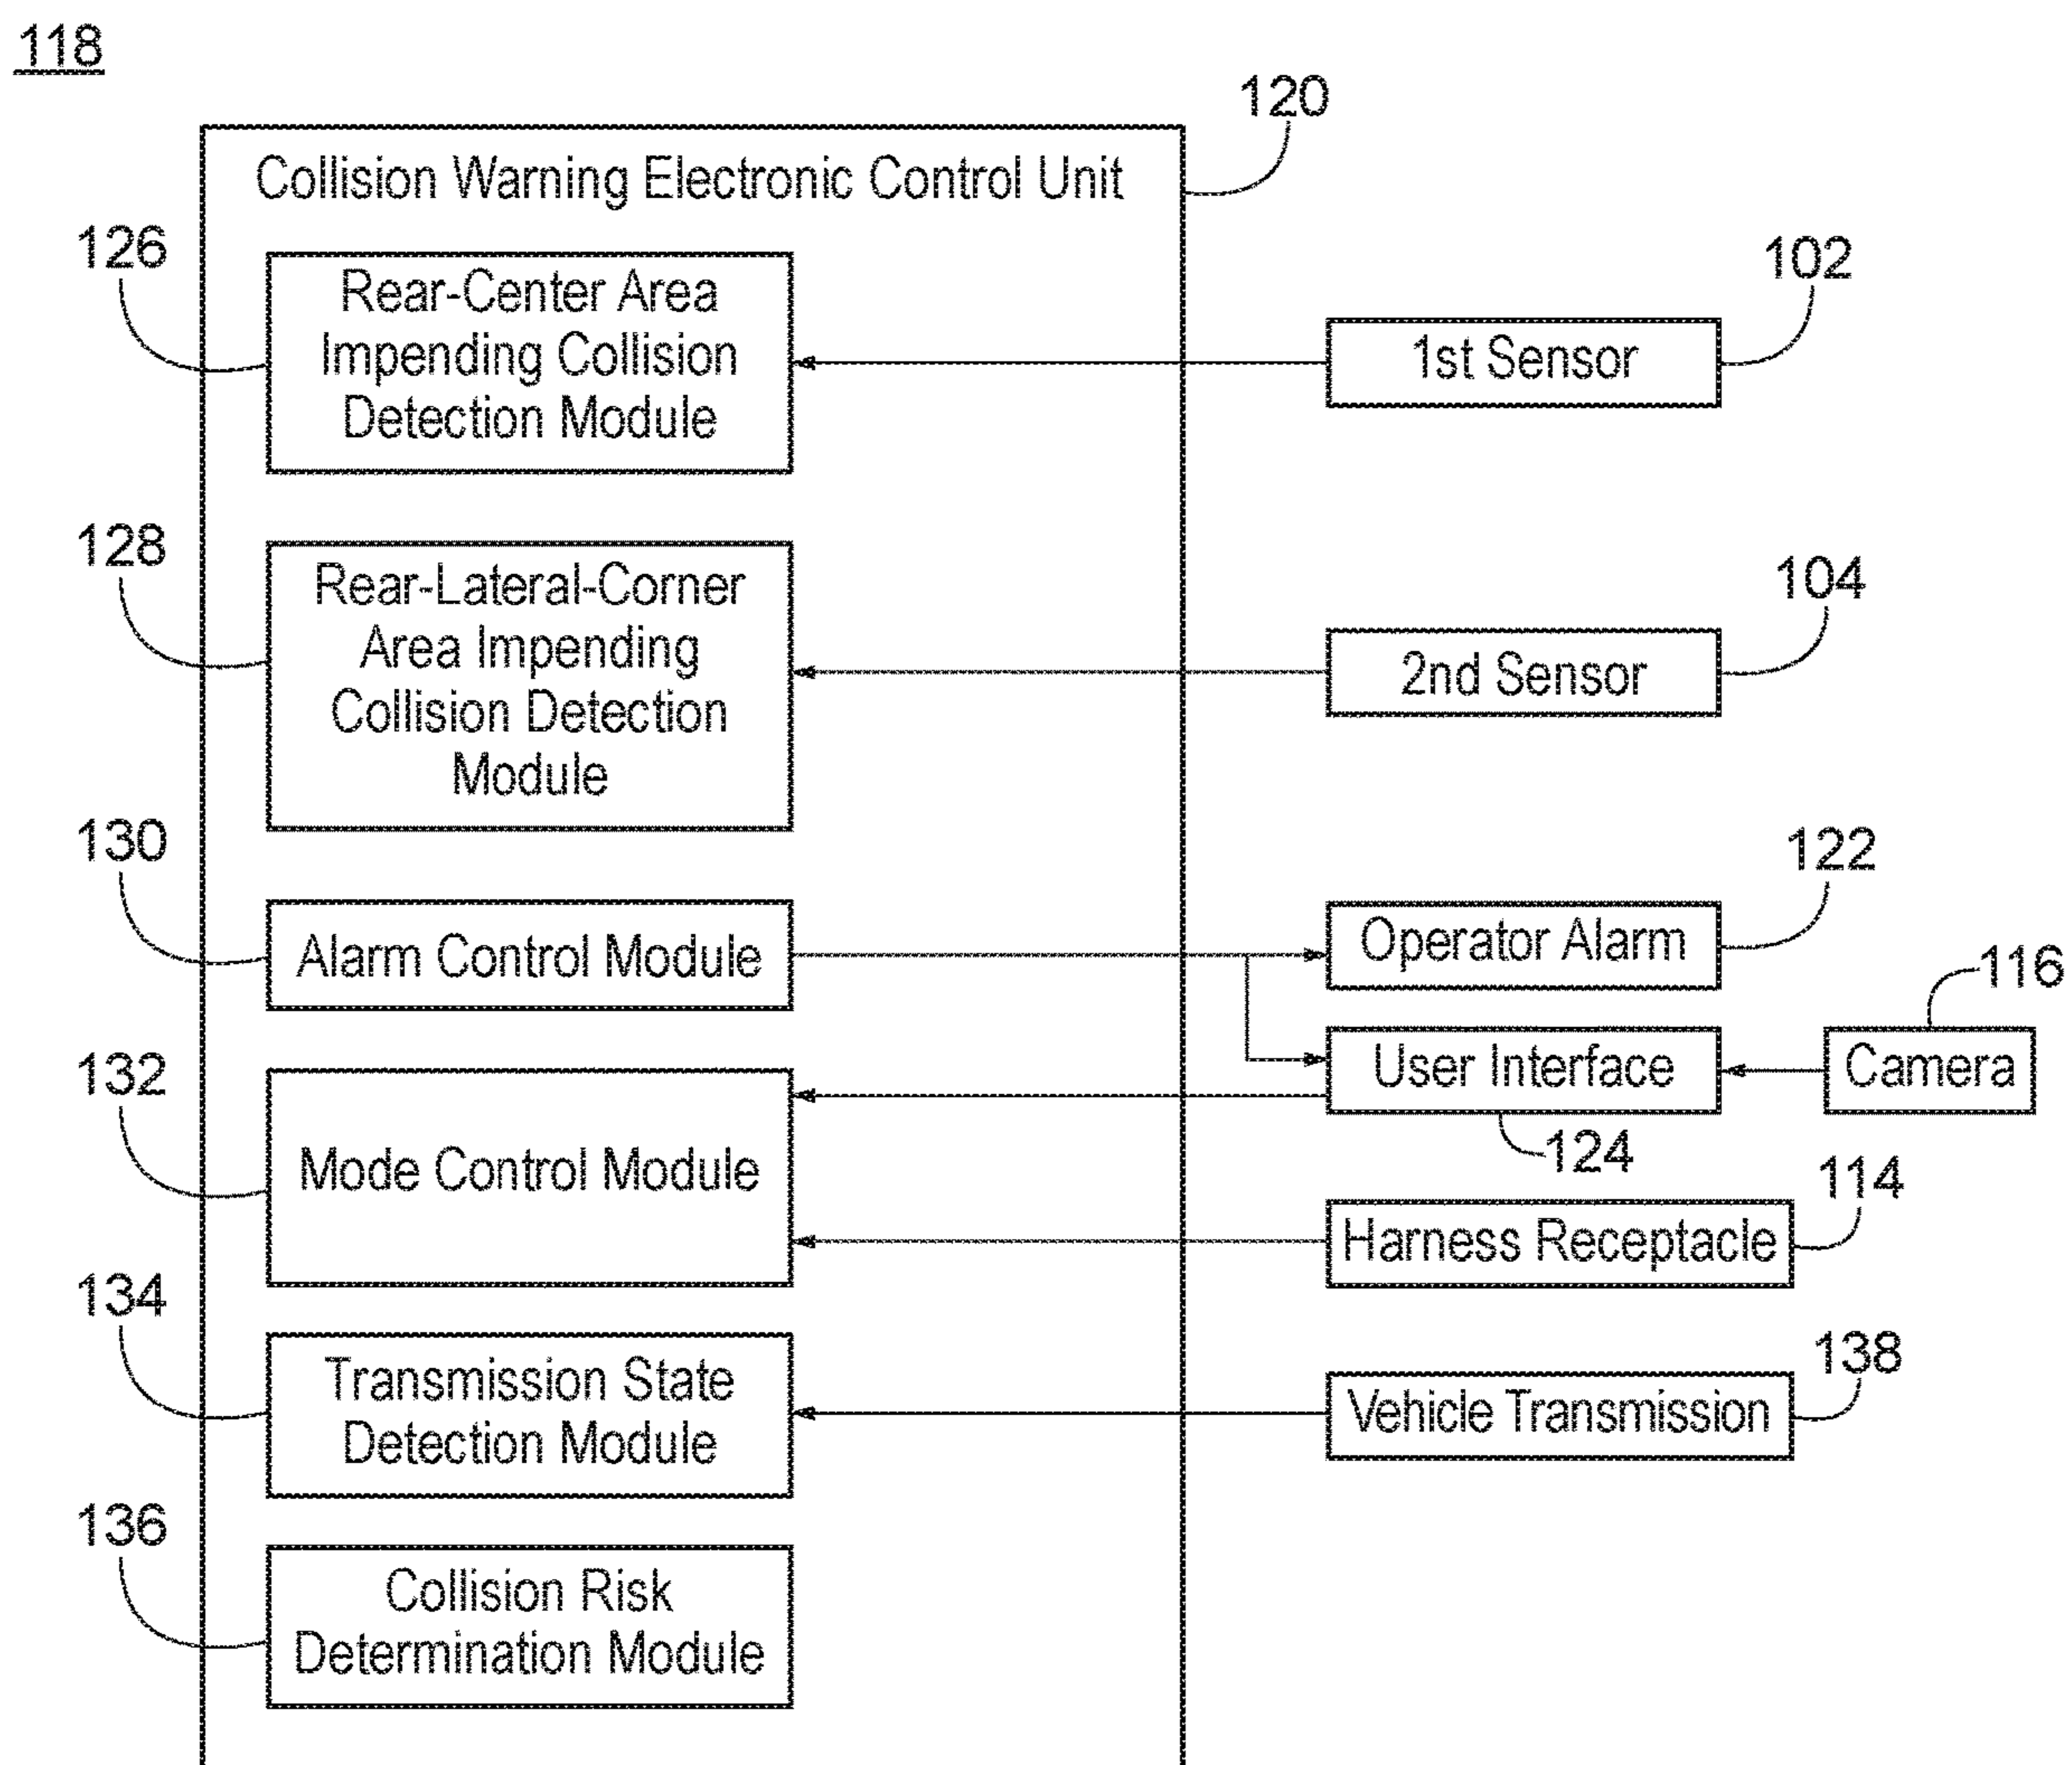 118
120
Collision Warning Electronic Control Unit
126
Rear-Center Area
Impending Collision
Detection Module
102
1st Sensor
128
Rear-Lateral-Corner
Area Impending
Collision Detection
Module
104
2nd Sensor
130
Alarm Control Module
122
Operator Alarm
116
User Interface
Camera
124
132
Mode Control Module
114
Harness Receptacle
134
Transmission State
Detection Module
138
Vehicle Transmission
136
Collision Risk
Determination Module